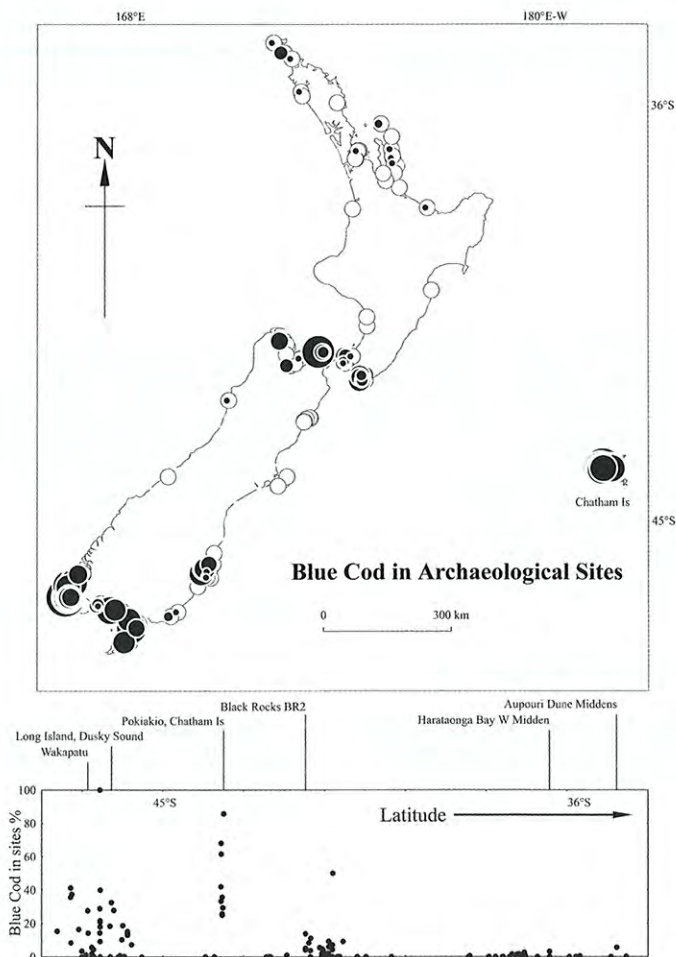 168°E 180°E-W
36°S
N
Chatham Is
45°S
Blue Cod in Archaeological Sites
0 300 km
Black Rocks BR2 Aupouri Dune Middens
Pokiakio, Chatham Is Harataonga Bay W Midden
Long Island, Dusky Sound
Wakapatu
100
45°S 36°S
80
Latitude
60
40
20
0
Blue Cod in sites %